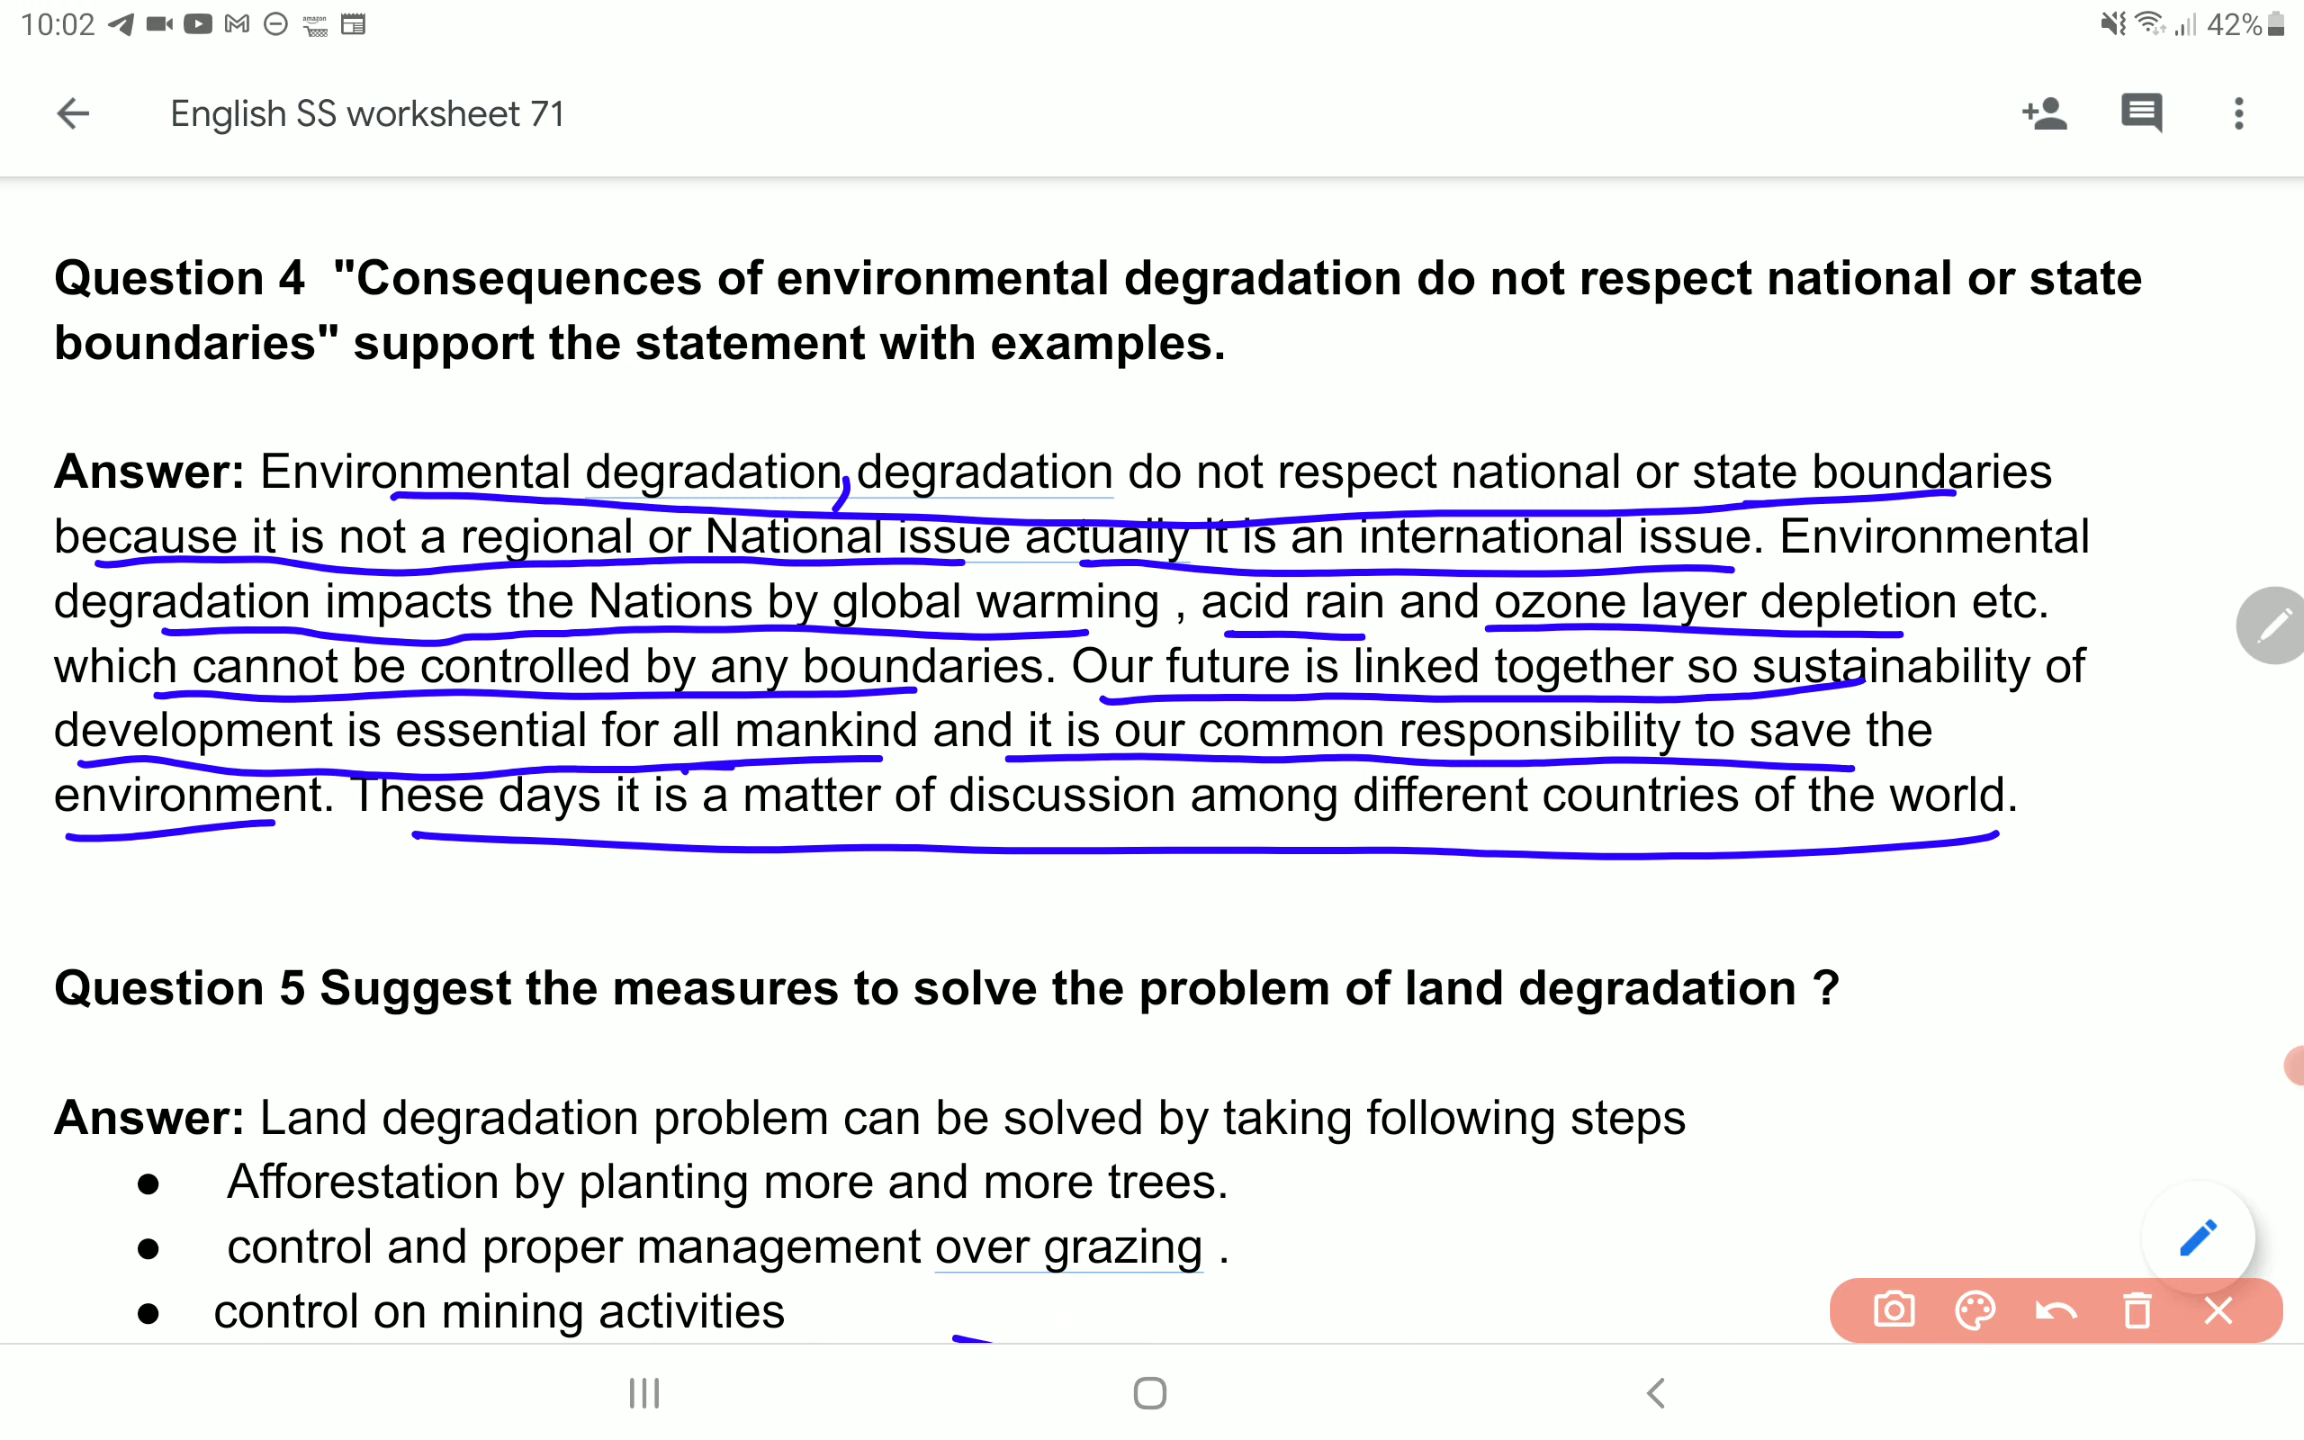 10:02
amazon
42%
English SS worksheet 71
Question 4 "Consequences of environmental degradation do not respect national or state
boundaries" support the statement with examples.
Answer: Environmental degradation, degradation do not respect national or state boundaries
because it is not a regional or National issue actually it is an international issue. Environmental
degradation impacts the Nations by global warming , acid rain and ozone layer depletion etc.
which cannot be controlled by any boundaries. Our future is linked together so sustainability of
development is essential for all mankind and it is our common responsibility to save the
environment. These days it is a matter of discussion among different countries of the world.
Question 5 Suggest the measures to solve the problem of land degradation ?
Answer: Land degradation problem can be solved by taking following steps
● Afforestation by planting more and more trees.
● control and proper management over grazing .
● control on mining activities